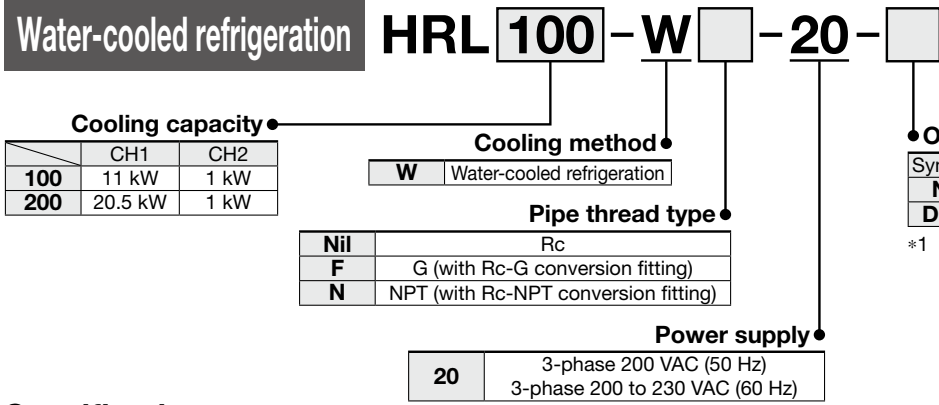 Water-cooled refrigeration HRL 100 – W – 20 –
Cooling capacity
CH1 CH2
100 11 kW 1 kW
200 20.5 kW 1 kW
Cooling method
W Water-cooled refrigeration
Pipe thread type
Nil Rc
F G (with Rc-G conversion fitting)
N NPT (with Rc-NPT conversion fitting)
Power supply
20 3-phase 200 VAC (50 Hz)
3-phase 200 to 230 VAC (60 Hz)
*1